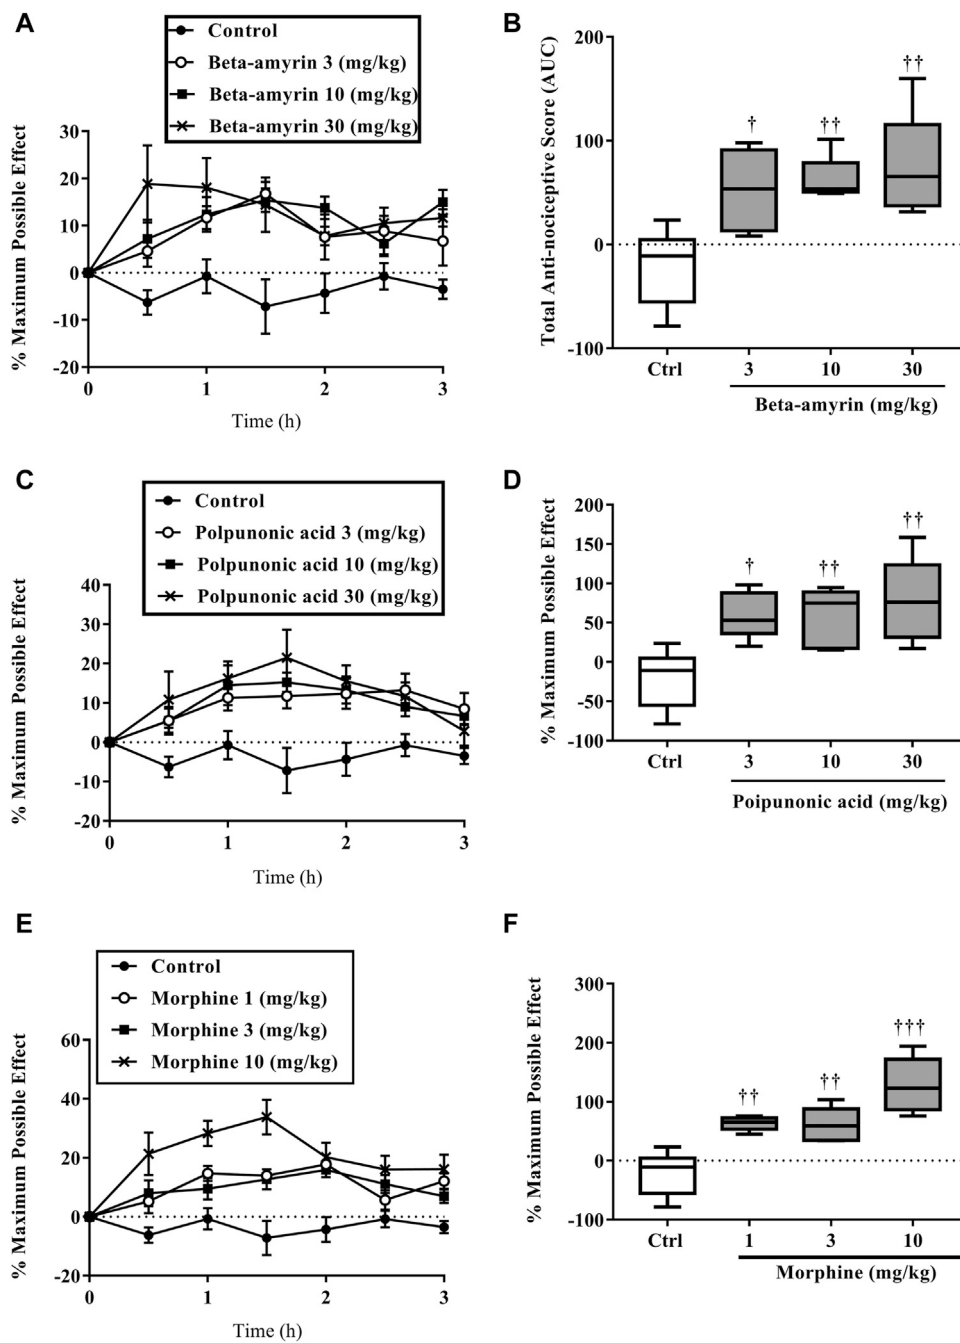 A
Control
Beta-amyrin 3 (mg/kg)
Beta-amyrin 10 (mg/kg)
Beta-amyrin 30 (mg/kg)
% Maximum Possible Effect
30
20
10
0
-10
-20
0 1 2 3
Time (h)
B
Total Anti-nociceptive Score (AUC)
200
100
0
-100
†
††
††
Ctrl 3 10 30
Beta-amyrin (mg/kg)
C
Control
Polpunonic acid 3 (mg/kg)
Polpunonic acid 10 (mg/kg)
Polpunonic acid 30 (mg/kg)
% Maximum Possible Effect
40
30
20
10
0
-10
-20
0 1 2 3
Time (h)
D
% Maximum Possible Effect
200
150
100
50
0
-50
-100
†
††
††
Ctrl 3 10 30
Poipunonic acid (mg/kg)
E
Control
Morphine 1 (mg/kg)
Morphine 3 (mg/kg)
Morphine 10 (mg/kg)
% Maximum Possible Effect
60
40
20
0
-20
0 1 2 3
Time (h)
F
% Maximum Possible Effect
300
200
100
0
-100
††
††
†††
Ctrl 1 3 10
Morphine (mg/kg)